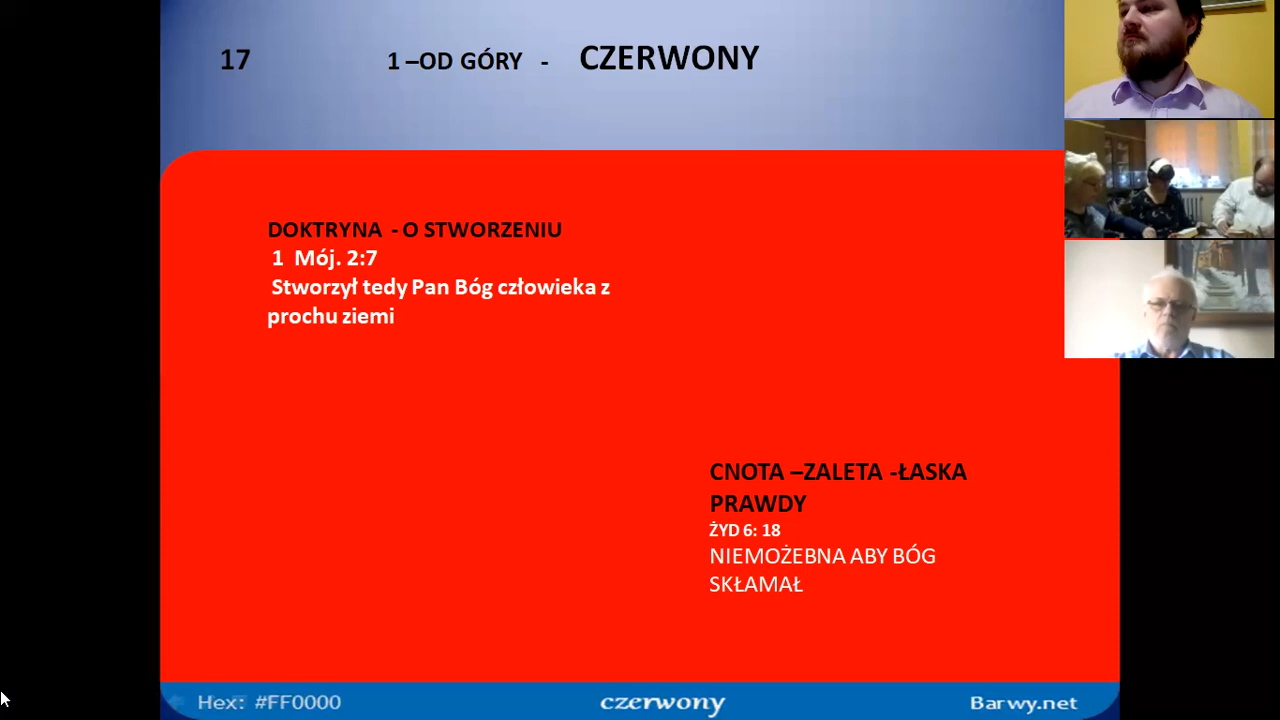 17 1 –OD GÓRY - CZERWONY
DOKTRYNA - O STWORZENIU
1 Mój. 2:7
Stworzył tedy Pan Bóg człowieka z
prochu ziemi
CNOTA –ZALETA -ŁASKA
PRAWDY
ŻYD 6: 18
NIEMOŻEBNA ABY BÓG
SKŁAMAŁ
Hex: #FF0000 czerwony Barwy.net